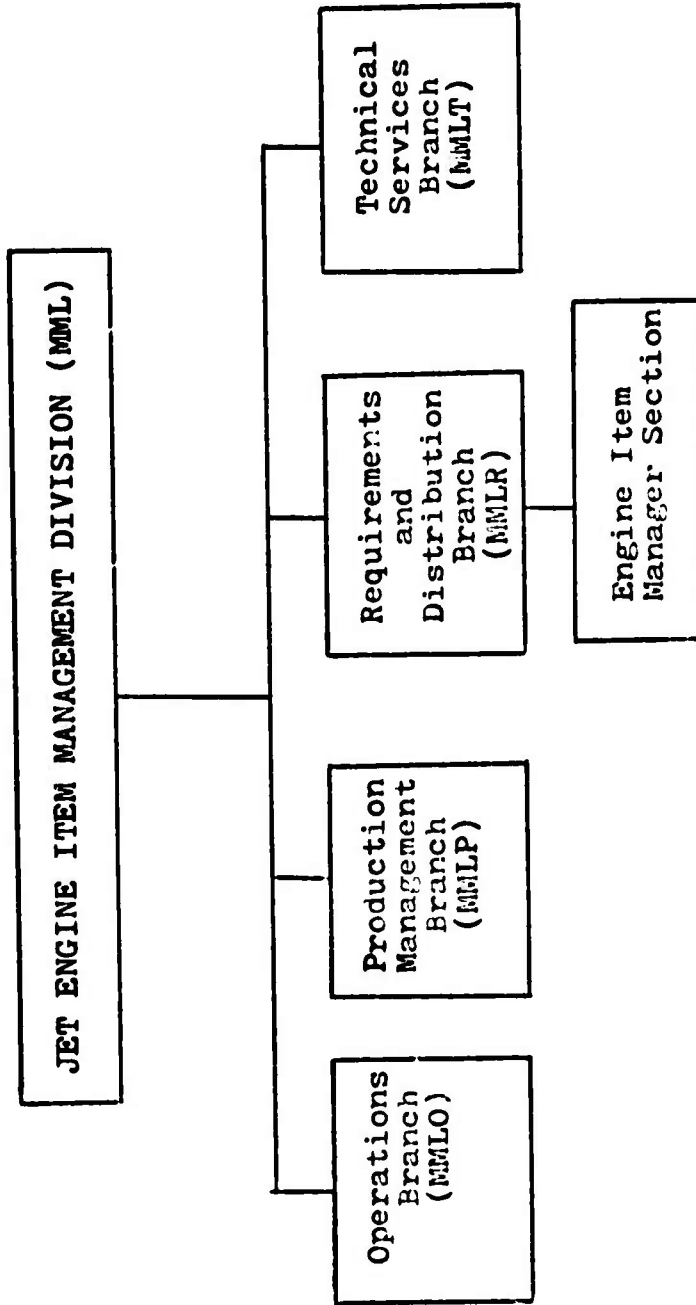 JET ENGINE ITEM MANAGEMENT DIVISION (MML)
Operations
Branch
(MMLO)
Production
Management
Branch
(MMLP)
Requirements
and
Distribution
Branch
(MMLR)
Technical
Services
Branch
(MMLT)
Engine Item
Manager Section